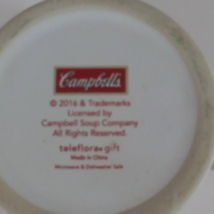 Campbell's
© 2016 & Trademarks
Licensed by
Campbell Soup Company
All Rights Reserved.
teleflora gift
Made in China
Microwave & Dishwasher Safe